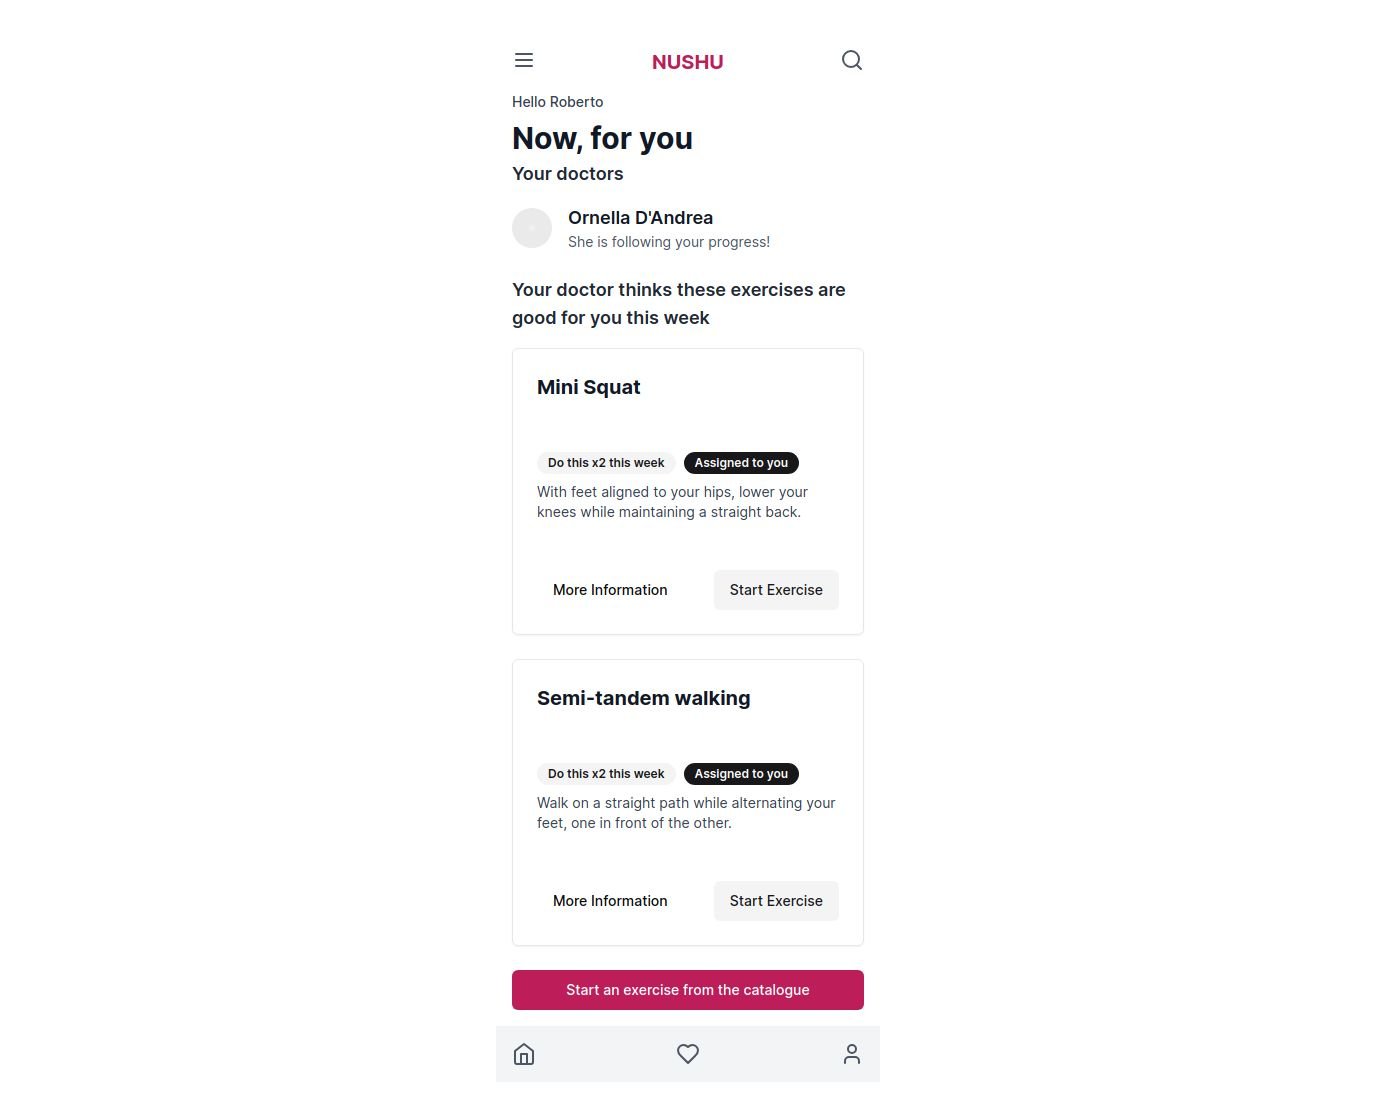 NUSHU
Hello Roberto
Now, for you
Your doctors
Ornella D'Andrea
She is following your progress!
Your doctor thinks these exercises are
good for you this week
Mini Squat
Do this x2 this week
Assigned to you
With feet aligned to your hips, lower your
knees while maintaining a straight back.
More Information
Start Exercise
Semi-tandem walking
Do this x2 this week
Assigned to you
Walk on a straight path while alternating your
feet, one in front of the other.
More Information
Start Exercise
Start an exercise from the catalogue